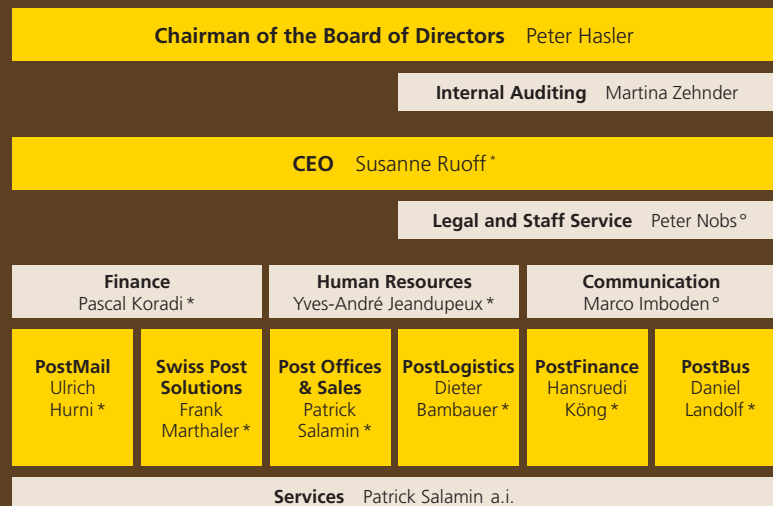 Chairman of the Board of Directors Peter Hasler
Internal Auditing Martina Zehnder
CEO Susanne Ruoff *
Legal and Staff Service Peter Nobs °
Finance
Pascal Koradi *
Human Resources
Yves-André Jeandupeux *
Communication
Marco Imboden °
PostMail
Ulrich
Hurni *
Swiss Post
Solutions
Frank
Marthaler *
Post Offices
& Sales
Patrick
Salamin *
PostLogistics
Dieter
Bambauer *
PostFinance
Hansruedi
Köng *
PostBus
Daniel
Landolf *
Services Patrick Salamin a.i.